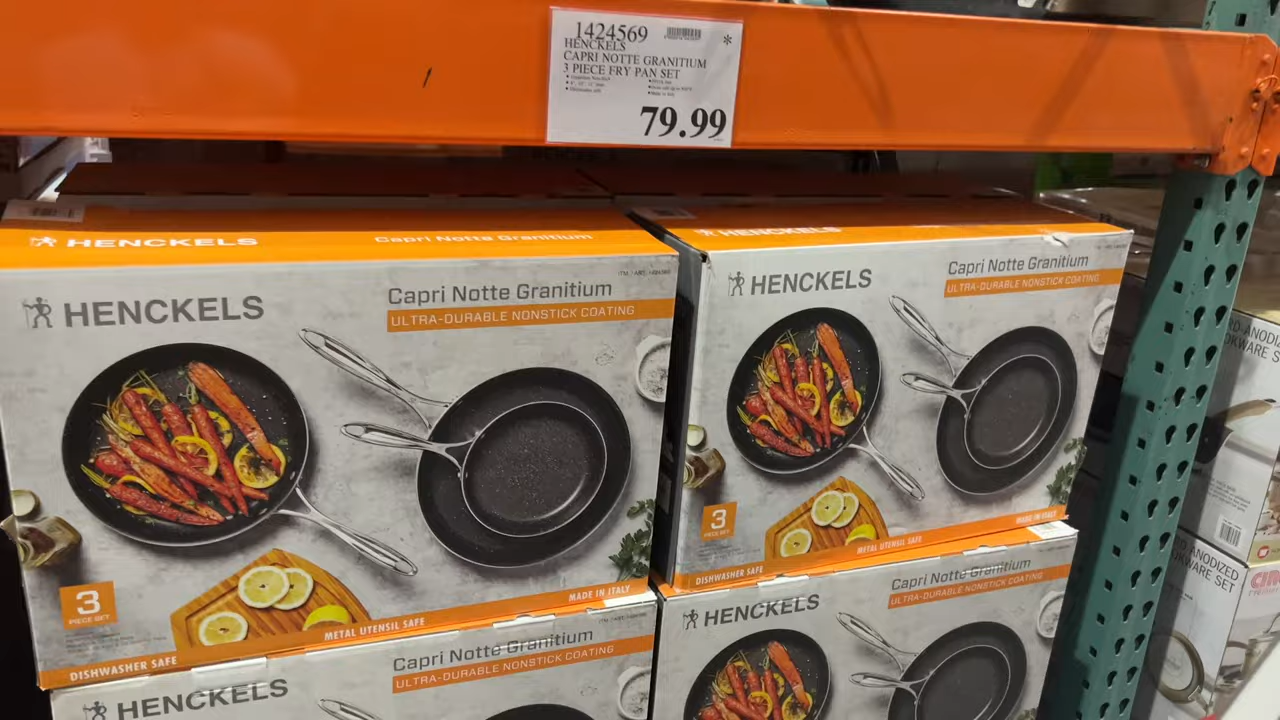 1424569
*
HENCKELS
CAPRI NOTTE GRANITIUM
3 PIECE FRY PAN SET
79.99
HENCKELS
Capri Notte Granitium
HENCKELS
HENCKELS
Capri Notte Granitium
ULTRA-DURABLE NONSTICK COATING
3
PIECE SET
MADE IN ITALY
METAL UTENSIL SAFE
DISHWASHER SAFE
HENCKELS
Capri Notte Granitium
ULTRA-DURABLE NONSTICK COATING
3
PIECE SET
MADE IN ITALY
METAL UTENSIL SAFE
DISHWASHER SAFE
HENCKELS
Capri Notte Granitium
ULTRA-DURABLE NONSTICK COATING
HENCKELS
Capri Notte Granitium
ULTRA-DURABLE NONSTICK COATING
ANODIZED
WARE SET